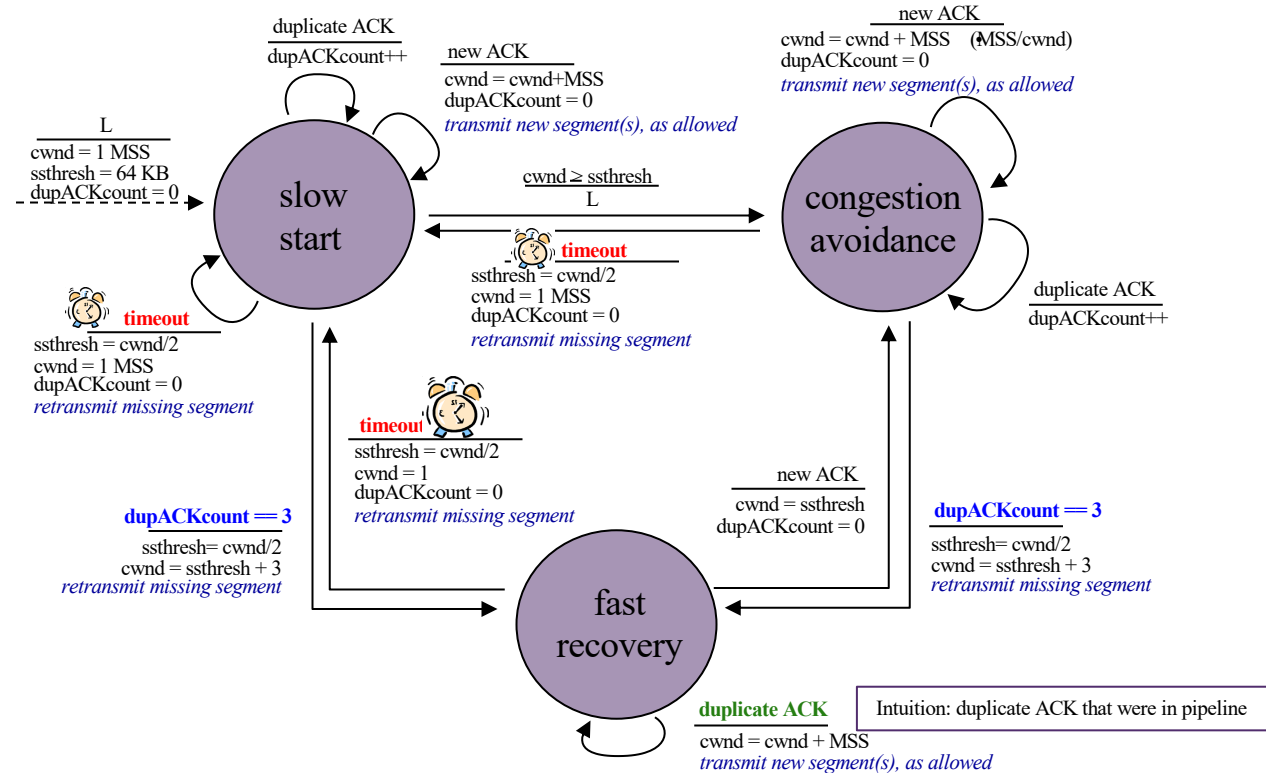 duplicate ACK
dupACKcount++
new ACK
cwnd = cwnd+MSS
dupACKcount = 0
transmit new segment(s), as allowed
new ACK
cwnd = cwnd + MSS (•MSS/cwnd)
dupACKcount = 0
transmit new segment(s), as allowed
L
cwnd = 1 MSS
ssthresh = 64 KB
dupACKcount = 0
slow
start
cwnd ≥ ssthresh
L
congestion
avoidance
timeout
ssthresh = cwnd/2
cwnd = 1 MSS
dupACKcount = 0
retransmit missing segment
duplicate ACK
dupACKcount++
timeout
ssthresh = cwnd/2
cwnd = 1 MSS
dupACKcount = 0
retransmit missing segment
timeout
ssthresh = cwnd/2
cwnd = 1
dupACKcount = 0
retransmit missing segment
new ACK
cwnd = ssthresh
dupACKcount = 0
dupACKcount == 3
ssthresh= cwnd/2
cwnd = ssthresh + 3
retransmit missing segment
dupACKcount == 3
ssthresh= cwnd/2
cwnd = ssthresh + 3
retransmit missing segment
fast
recovery
duplicate ACK
cwnd = cwnd + MSS
transmit new segment(s), as allowed
Intuition: duplicate ACK that were in pipeline